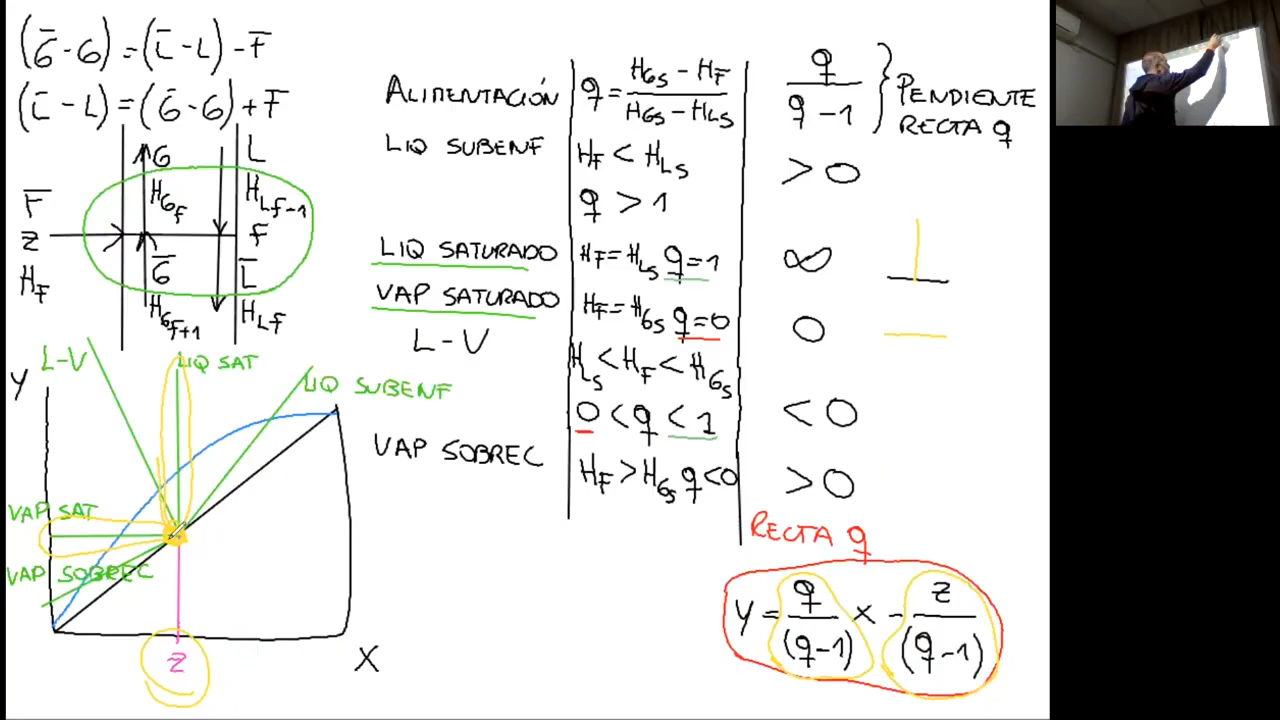 (G̅ - G) = (L̅ - L) - F̅
(L̅ - L) = (G̅ - G) + F̅
G L
H_Gf H_Lf-1
F̅
z f
H_F
G̅ L̅
H_Gf+1 H_Lf
ALIMENTACIÓN q = (H_Gs - H_F) / (H_Gs - H_Ls) q / (q - 1) } PENDIENTE RECTA q
LIQ SUBENF H_F < H_Ls > 0
q > 1
LIQ SATURADO H_F = H_Ls q = 1 ∞
VAP SATURADO H_F = H_Gs q = 0 0
L - V H_Ls < H_F < H_Gs
0 < q < 1 < 0
VAP SOBREC H_F > H_Gs q < 0 > 0
RECTA q
y = q / (q - 1) x - z / (q - 1)
Y
L-V
LIQ SAT
LIQ SUBENF
VAP SAT
VAP SOBREC
z
X